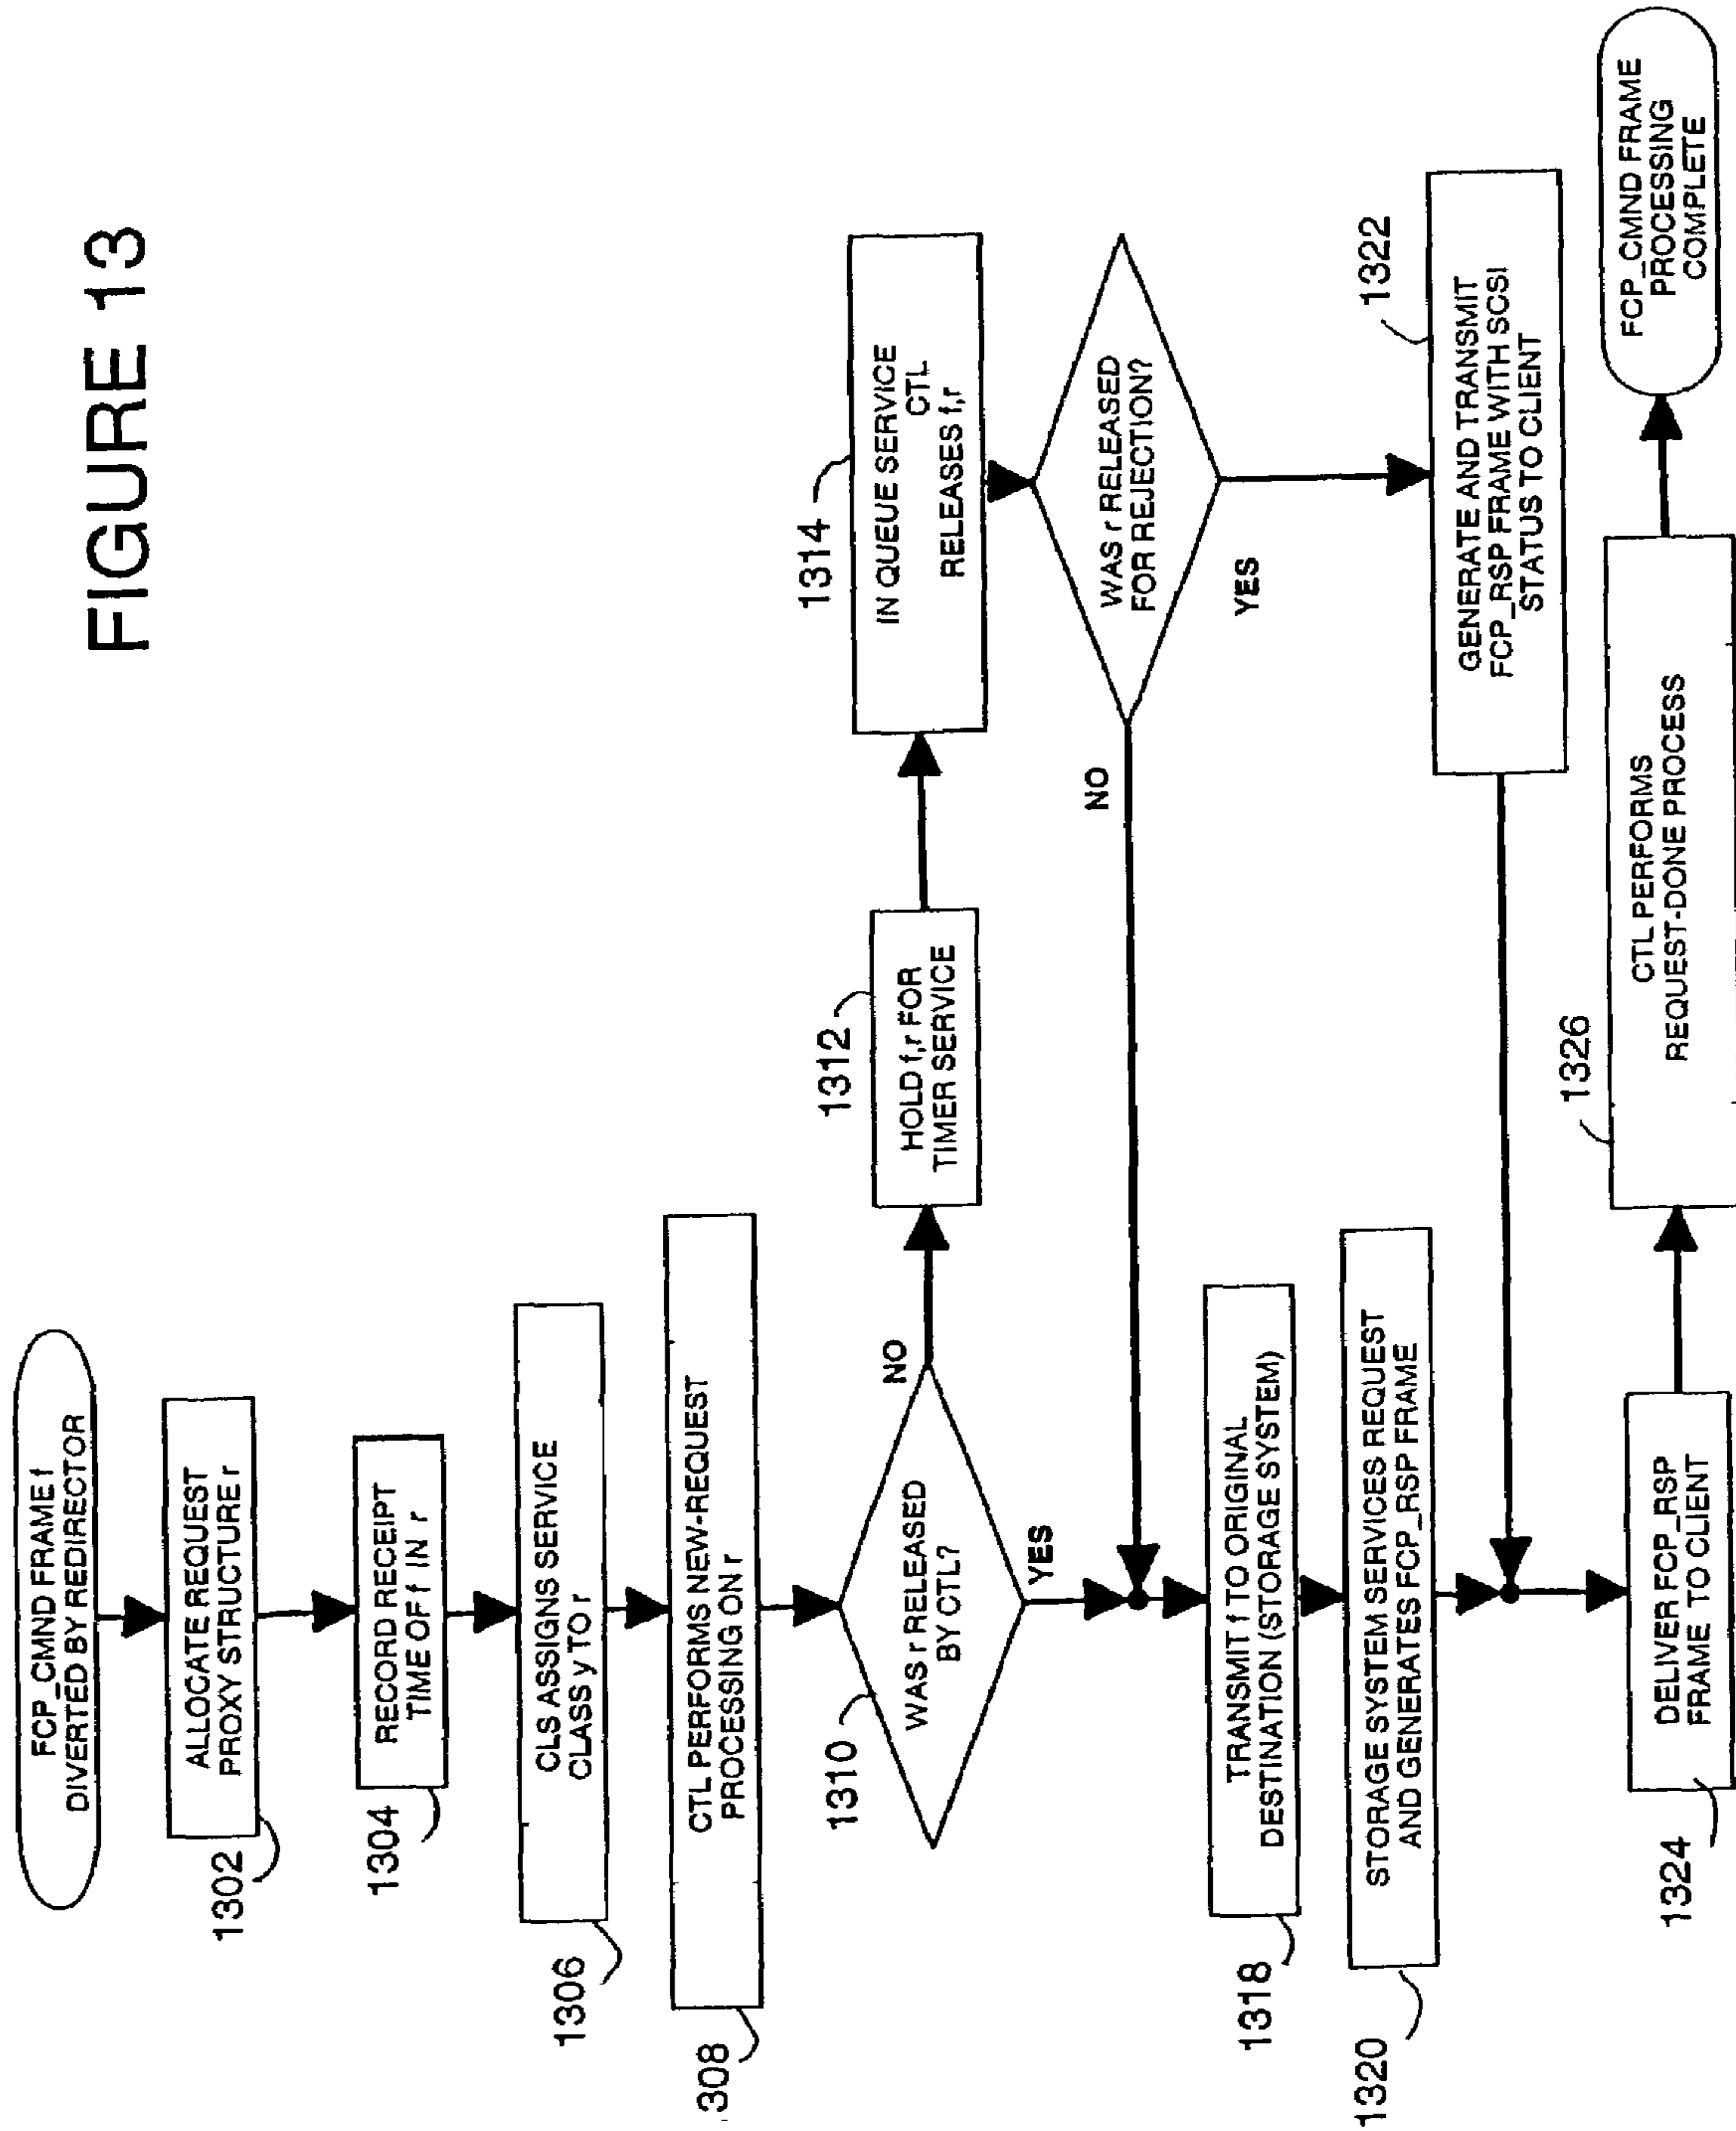 FIGURE 13
FCP_CMND FRAME f
DIVERTED BY REDIRECTOR
ALLOCATE REQUEST
PROXY STRUCTURE r
1302
RECORD RECEIPT
TIME OF f IN r
1304
CLS ASSIGNS SERVICE
CLASS y TO r
1306
CTL PERFORMS NEW-REQUEST
PROCESSING ON r
308
WAS r RELEASED
BY CTL?
1310
NO
YES
HOLD f,r FOR
TIMER SERVICE
1312
IN QUEUE SERVICE
CTL
RELEASES f,r
1314
WAS r RELEASED
FOR REJECTION?
NO
YES
TRANSMIT f TO ORIGINAL
DESTINATION (STORAGE SYSTEM)
1318
STORAGE SYSTEM SERVICES REQUEST
AND GENERATES FCP_RSP FRAME
1320
GENERATE AND TRANSMIT
FCP_RSP FRAME WITH SCSI
STATUS TO CLIENT
1322
DELIVER FCP_RSP
FRAME TO CLIENT
1324
CTL PERFORMS
REQUEST-DONE PROCESS
1326
FCP_CMND FRAME
PROCESSING
COMPLETE